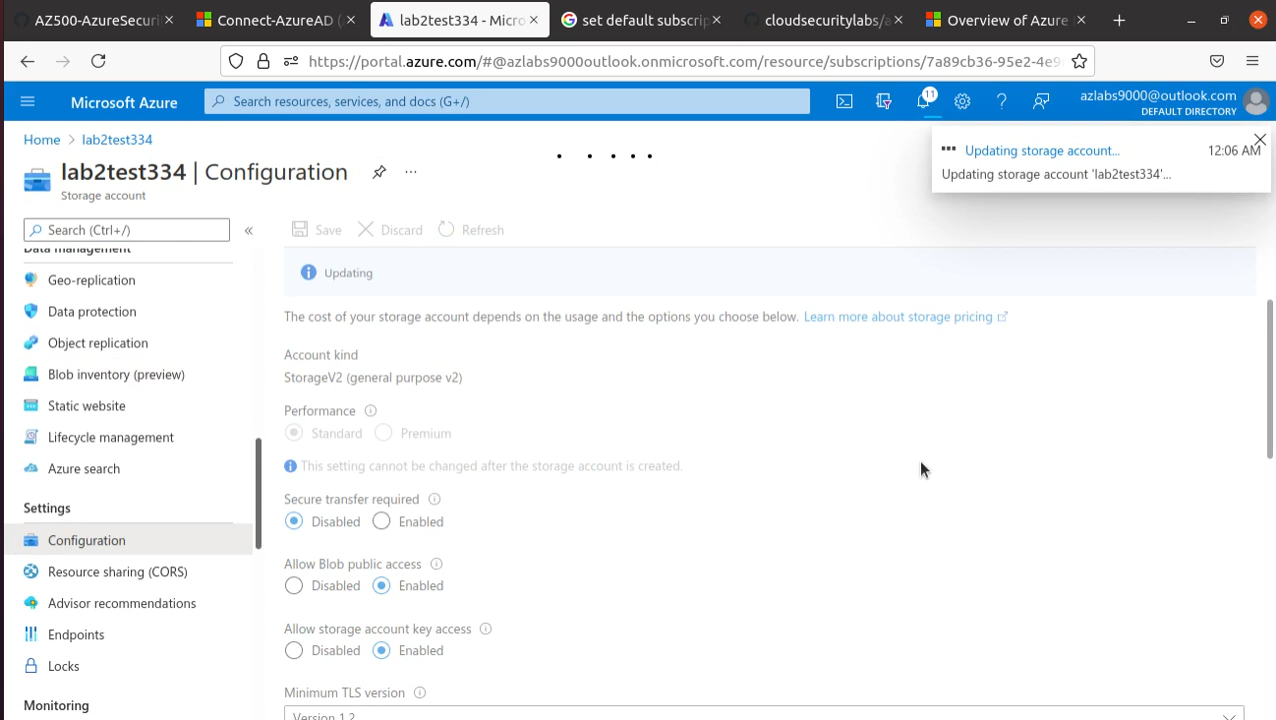 AZ500-AzureSecuri
Connect-AzureAD (
lab2test334 - Micro
set default subscrip
cloudsecuritylabs/a
Overview of Azure
https://portal.azure.com/#@azlabs9000outlook.onmicrosoft.com/resource/subscriptions/7a89cb36-95e2-4e9
Microsoft Azure
Search resources, services, and docs (G+/)
11
azlabs9000@outlook.com
DEFAULT DIRECTORY
Home > lab2test334
Updating storage account...
12:06 AM
Updating storage account 'lab2test334'...
lab2test334 | Configuration
Storage account
Search (Ctrl+/)
Save
Discard
Refresh
Data management
Geo-replication
Data protection
Object replication
Blob inventory (preview)
Static website
Lifecycle management
Azure search
Settings
Configuration
Resource sharing (CORS)
Advisor recommendations
Endpoints
Locks
Monitoring
Updating
The cost of your storage account depends on the usage and the options you choose below. Learn more about storage pricing
Account kind
StorageV2 (general purpose v2)
Performance
Standard
Premium
This setting cannot be changed after the storage account is created.
Secure transfer required
Disabled
Enabled
Allow Blob public access
Disabled
Enabled
Allow storage account key access
Disabled
Enabled
Minimum TLS version
Version 1.2